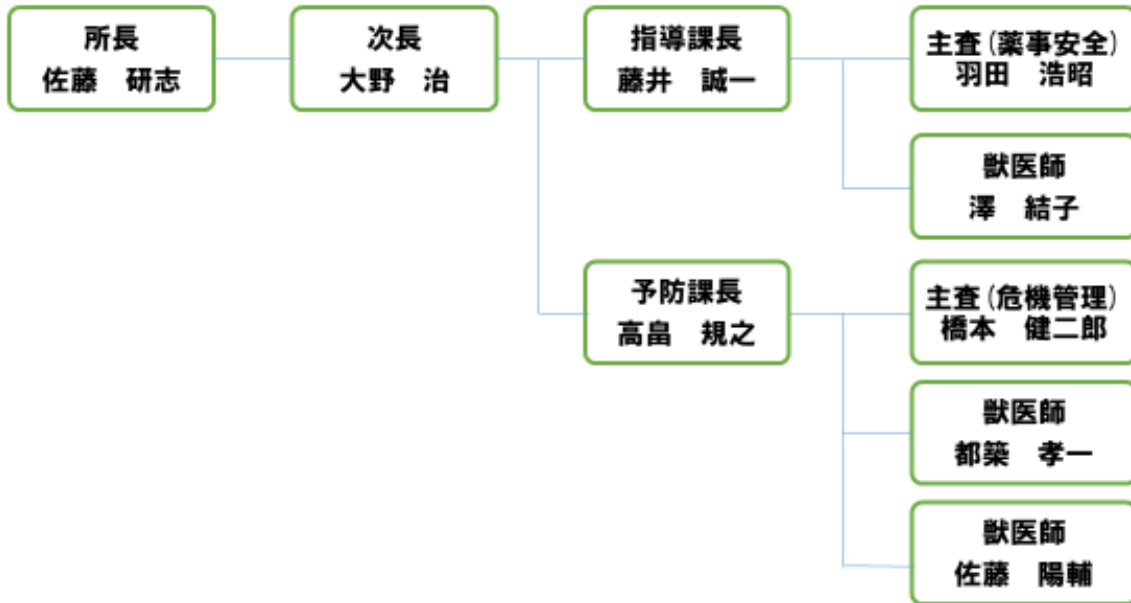 所長
佐藤　研志
次長
大野　治
指導課長
藤井　誠一
主査(薬事安全)
羽田　浩昭
獣医師
澤　結子
予防課長
高畠　規之
主査(危機管理)
橋本　健二郎
獣医師
都築　孝一
獣医師
佐藤　陽輔